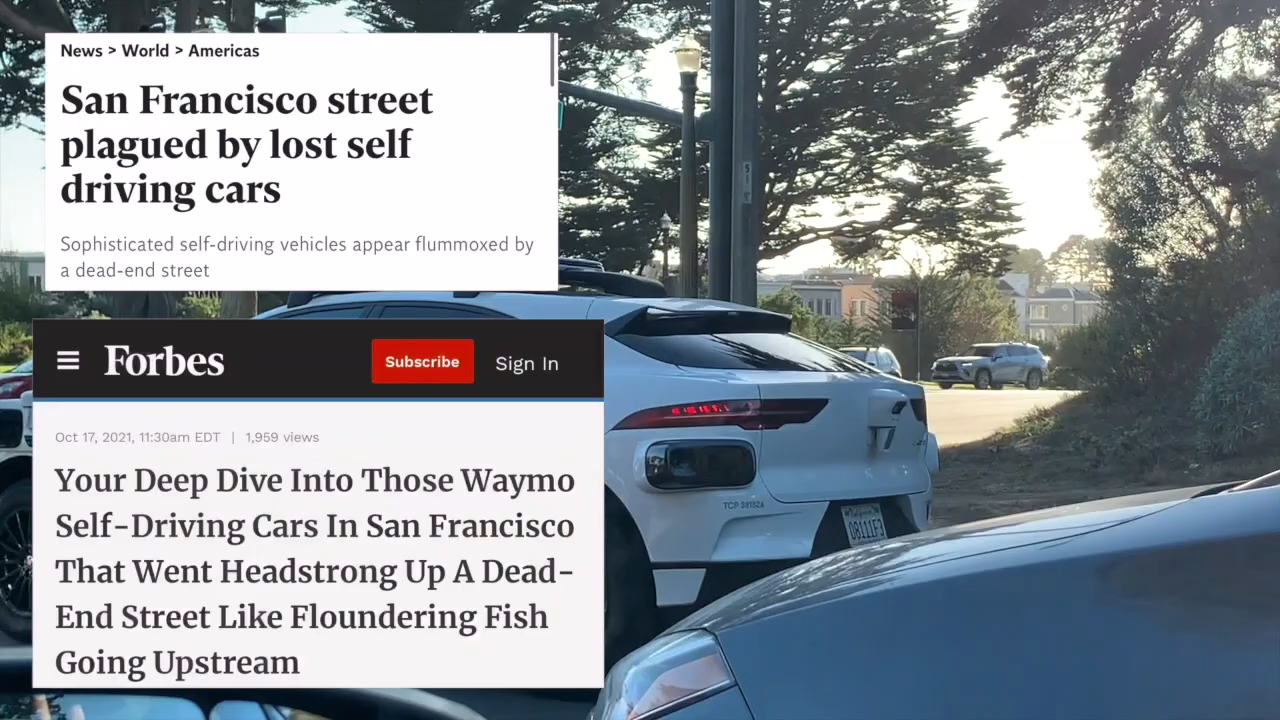 News > World > Americas
San Francisco street
plagued by lost self
driving cars
Sophisticated self-driving vehicles appear flummoxed by
a dead-end street
Forbes
Subscribe
Sign In
Oct 17, 2021, 11:30am EDT | 1,959 views
Your Deep Dive Into Those Waymo
Self-Driving Cars In San Francisco
That Went Headstrong Up A Dead-
End Street Like Floundering Fish
Going Upstream